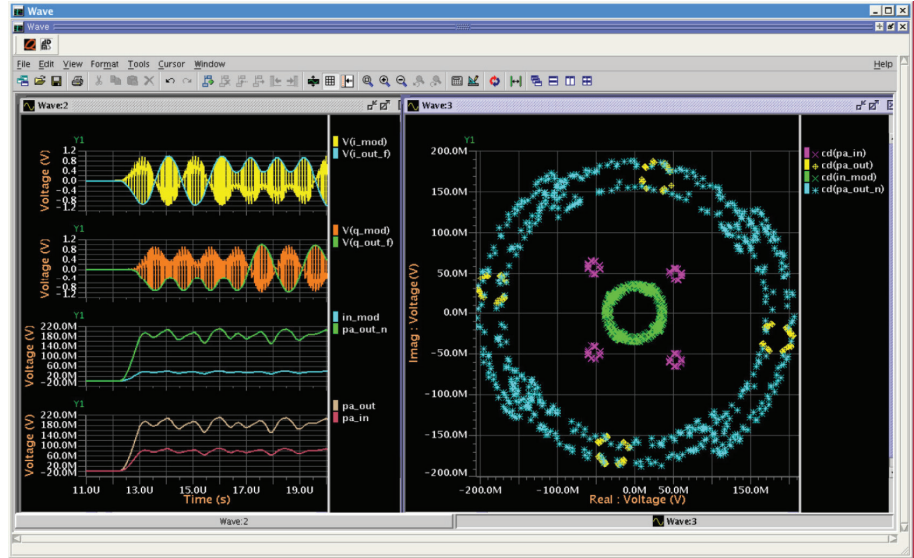 Wave
Wave
File Edit View Format Tools Cursor Window Help
Wave:2
Y1
Voltage (V)
1.2
0.8
0.4
0.0
-0.4
-0.8
-1.2
V(i_mod)
V(i_out_f)
Y1
Voltage (V)
1.2
0.8
0.4
0.0
-0.4
-0.8
-1.2
V(q_mod)
V(q_out_f)
Y1
Voltage (V)
220.0M
180.0M
140.0M
100.0M
60.0M
20.0M
-20.0M
in_mod
pa_out_n
Y1
Voltage (V)
220.0M
180.0M
140.0M
100.0M
60.0M
20.0M
-20.0M
pa_out
pa_in
11.0U 13.0U 15.0U 17.0U 19.0U
Time (s)
Wave:3
Y1
Imag : Voltage(V)
200.0M
150.0M
100.0M
50.0M
0.0M
-50.0M
-100.0M
-150.0M
-200.0M
-200.0M -100.0M 0.0M 50.0M 150.0M
Real : Voltage (V)
cd(pa_in)
cd(pa_out)
cd(in_mod)
cd(pa_out_n)
Wave:2 Wave:3